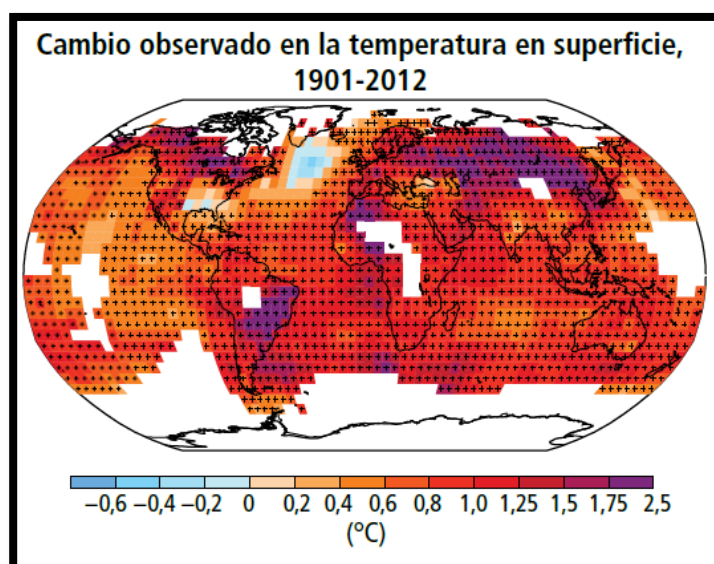 Cambio observado en la temperatura en superficie,
1901-2012
−0,6 −0,4 −0,2 0 0,2 0,4 0,6 0,8 1,0 1,25 1,5 1,75 2,5
(°C)